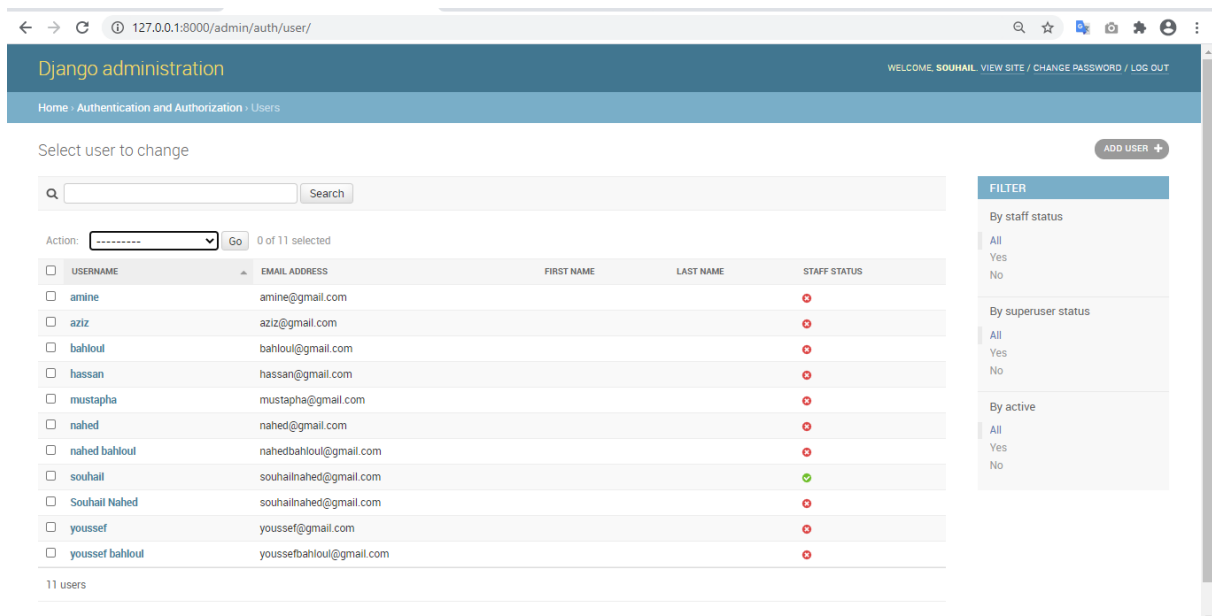 127.0.0.1:8000/admin/auth/user/
Django administration
WELCOME, SOUHAIL. VIEW SITE / CHANGE PASSWORD / LOG OUT
Home › Authentication and Authorization › Users
Select user to change
ADD USER +
Search
Action: --------- Go 0 of 11 selected
USERNAME EMAIL ADDRESS FIRST NAME LAST NAME STAFF STATUS
amine amine@gmail.com
aziz aziz@gmail.com
bahloul bahloul@gmail.com
hassan hassan@gmail.com
mustapha mustapha@gmail.com
nahed nahed@gmail.com
nahed bahloul nahedbahloul@gmail.com
souhail souhailnahed@gmail.com
Souhail Nahed souhailnahed@gmail.com
youssef youssef@gmail.com
youssef bahloul youssefbahloul@gmail.com
11 users
FILTER
By staff status
All
Yes
No
By superuser status
All
Yes
No
By active
All
Yes
No